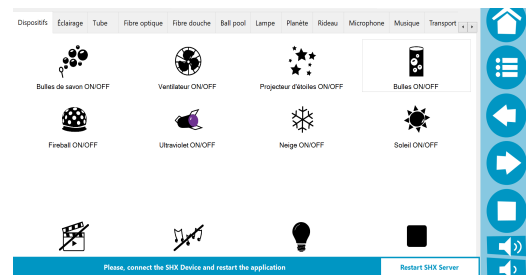 Dispositifs Éclairage Tube Fibre optique Fibre douche Ball pool Lampe Planéte Rideau Microphone Musique Transport
Bulles de savon ON/OFF Ventilateur ON/OFF Projecteur d'étoiles ON/OFF Bulles ON/OFF
Fireball ON/OFF Ultraviolet ON/OFF Neige ON/OFF Soleil ON/OFF
Please, connect the SHX Device and restart the application Restart SHX Server